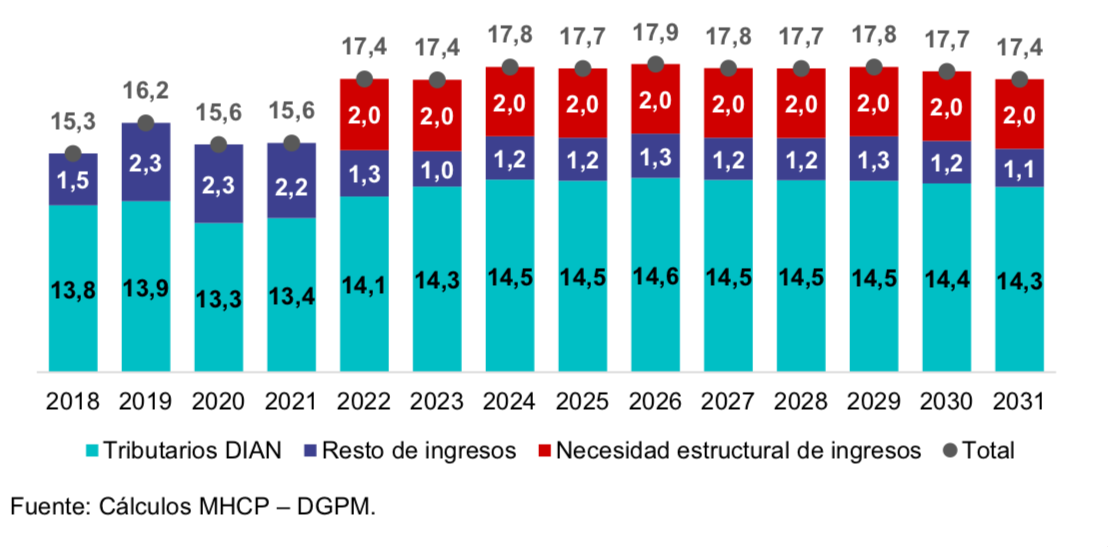 17,4 17,4 17,8 17,7 17,9 17,8 17,7 17,8 17,7 17,4
15,3 16,2 15,6 15,6
2,0 2,0 2,0 2,0 2,0 2,0 2,0 2,0 2,0 2,0
1,5 2,3 2,3 2,2 1,3 1,0 1,2 1,2 1,3 1,2 1,2 1,3 1,2 1,1
13,8 13,9 13,3 13,4 14,1 14,3 14,5 14,5 14,6 14,5 14,5 14,5 14,4 14,3
2018 2019 2020 2021 2022 2023 2024 2025 2026 2027 2028 2029 2030 2031
Tributarios DIAN Resto de ingresos Necesidad estructural de ingresos Total
Fuente: Cálculos MHCP – DGPM.